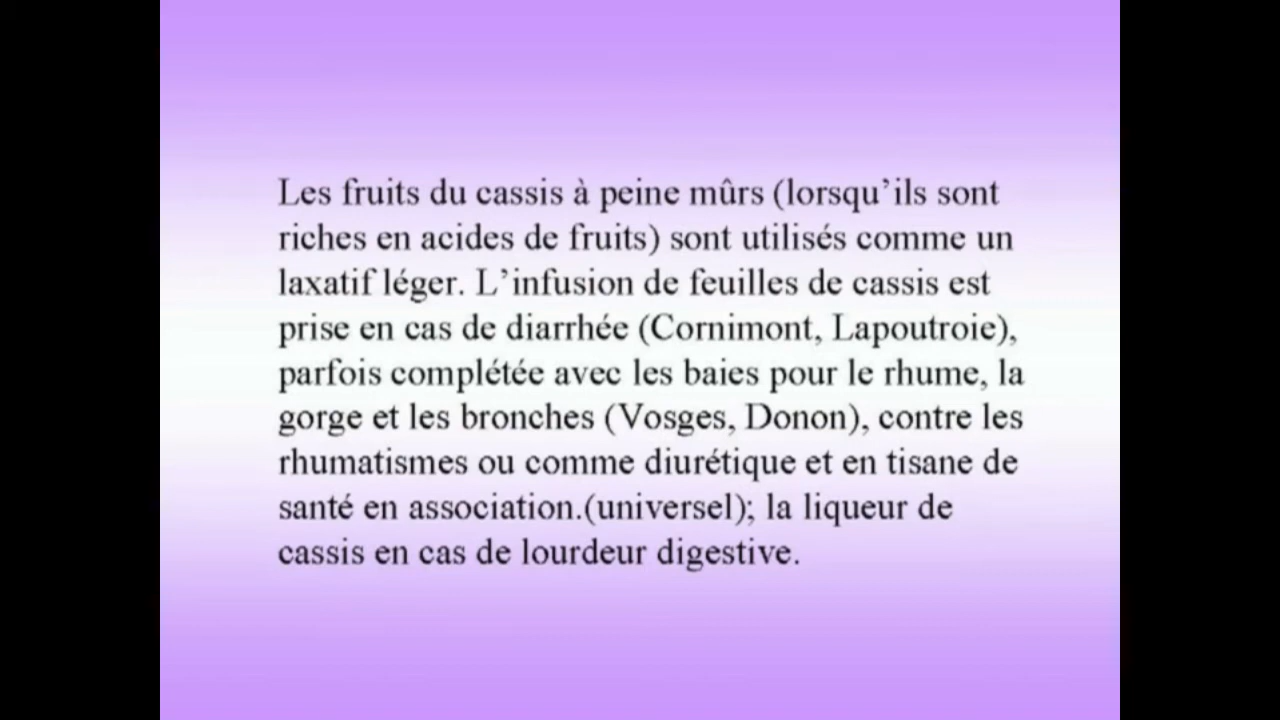 Les fruits du cassis à peine mûrs (lorsqu’ils sont
riches en acides de fruits) sont utilisés comme un
laxatif léger. L’infusion de feuilles de cassis est
prise en cas de diarrhée (Cornimont, Lapoutroie),
parfois complétée avec les baies pour le rhume, la
gorge et les bronches (Vosges, Donon), contre les
rhumatismes ou comme diurétique et en tisane de
santé en association.(universel); la liqueur de
cassis en cas de lourdeur digestive.